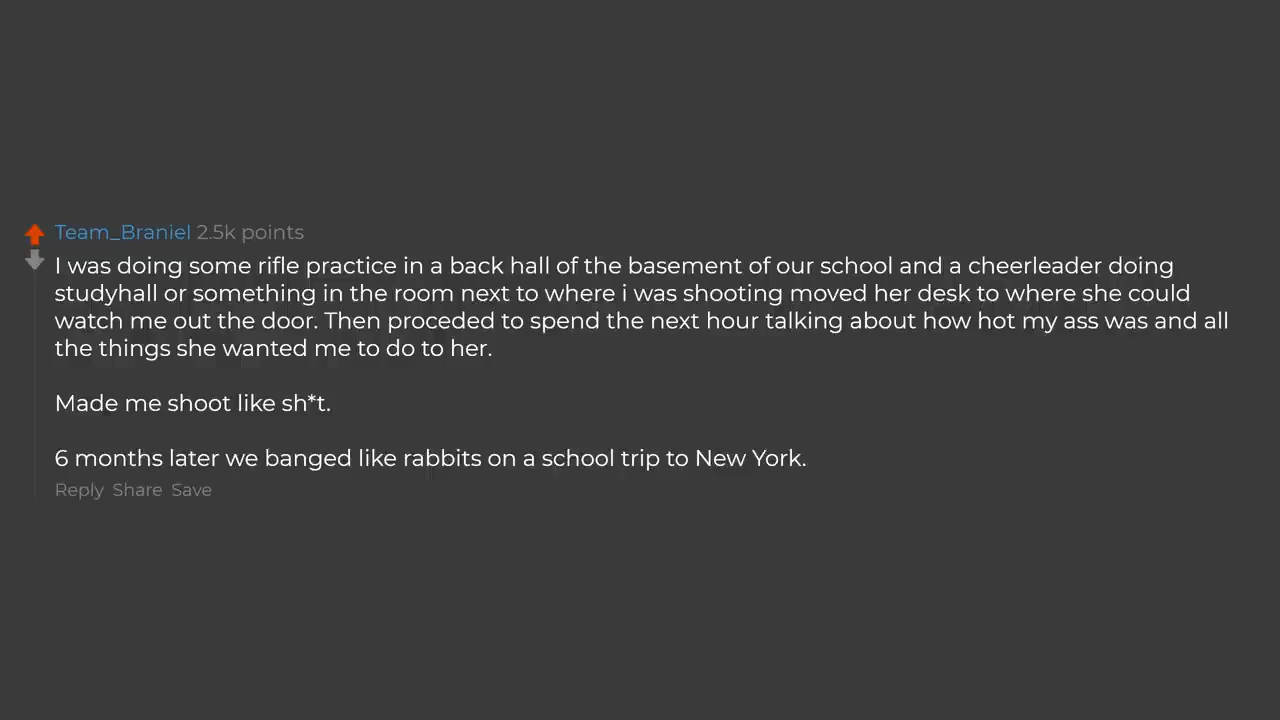 Team_Braniel 2.5k points
I was doing some rifle practice in a back hall of the basement of our school and a cheerleader doing
studyhall or something in the room next to where i was shooting moved her desk to where she could
watch me out the door. Then proceded to spend the next hour talking about how hot my ass was and all
the things she wanted me to do to her.
Made me shoot like sh*t.
6 months later we banged like rabbits on a school trip to New York.
Reply Share Save